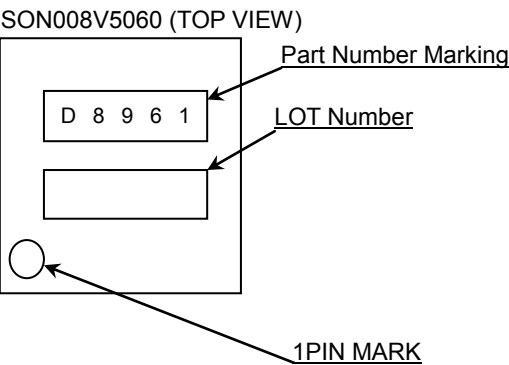 SON008V5060 (TOP VIEW)
Part Number Marking
D 8 9 6 1
LOT Number
1PIN MARK